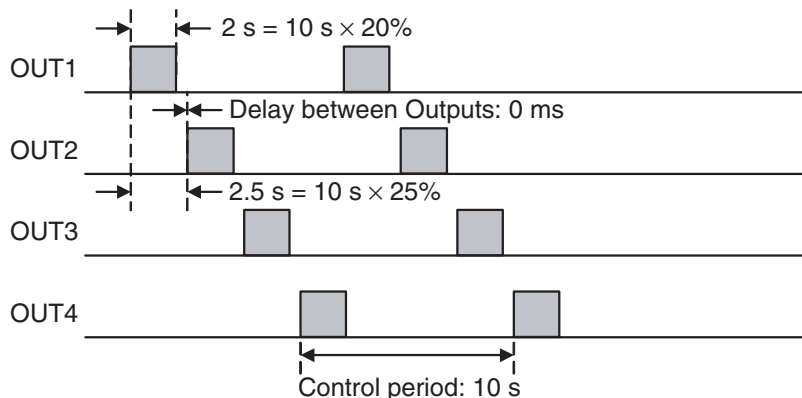 2 s = 10 s × 20%
OUT1
Delay between Outputs: 0 ms
OUT2
2.5 s = 10 s × 25%
OUT3
OUT4
Control period: 10 s